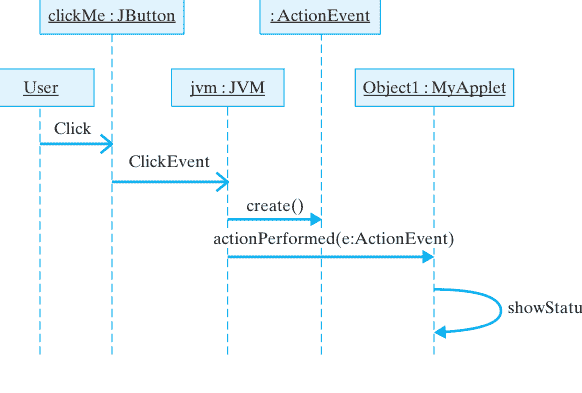 clickMe : JButton
: ActionEvent
User
jvm : JVM
Object1 : MyApplet
Click
ClickEvent
create()
actionPerformed(e:ActionEvent)
showStatu